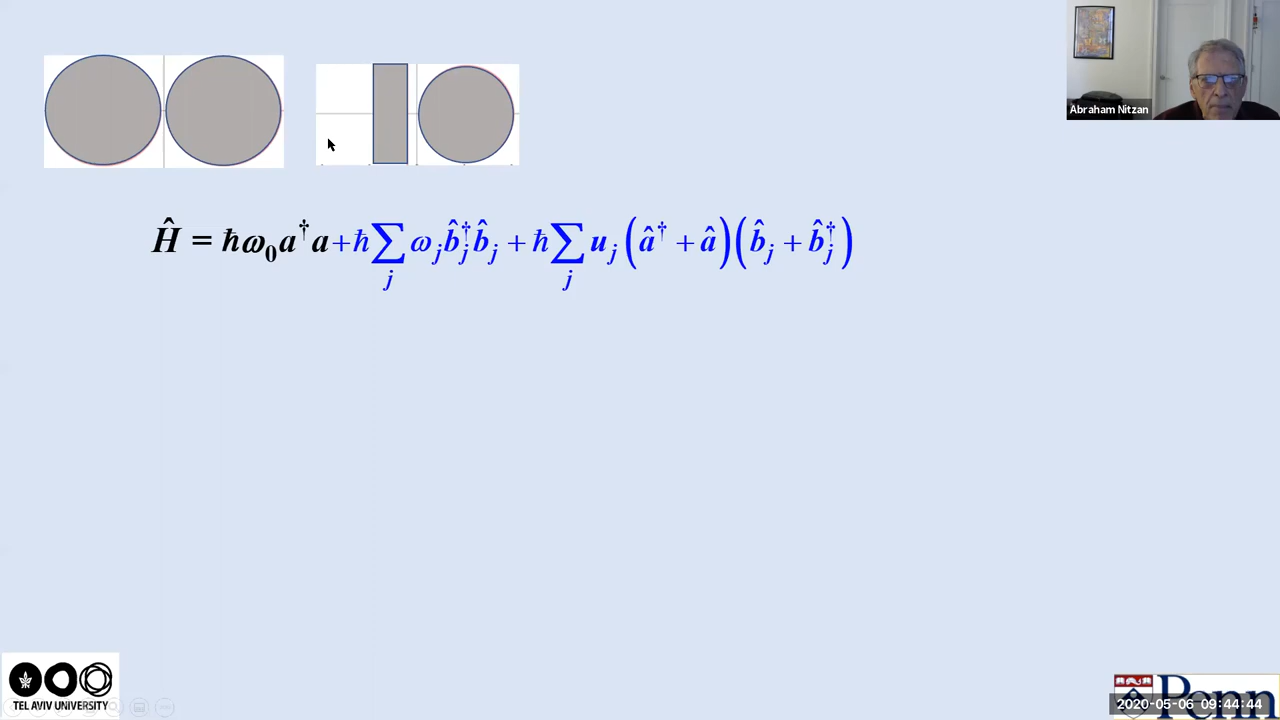 Abraham Nitzan
Ĥ = ħω₀a†a + ħ∑ⱼ ωⱼb̂ⱼ†b̂ⱼ + ħ∑ⱼ uⱼ(â† + â)(b̂ⱼ + b̂ⱼ†)
TEL AVIV UNIVERSITY
Penn
2020-05-06 09:44:44